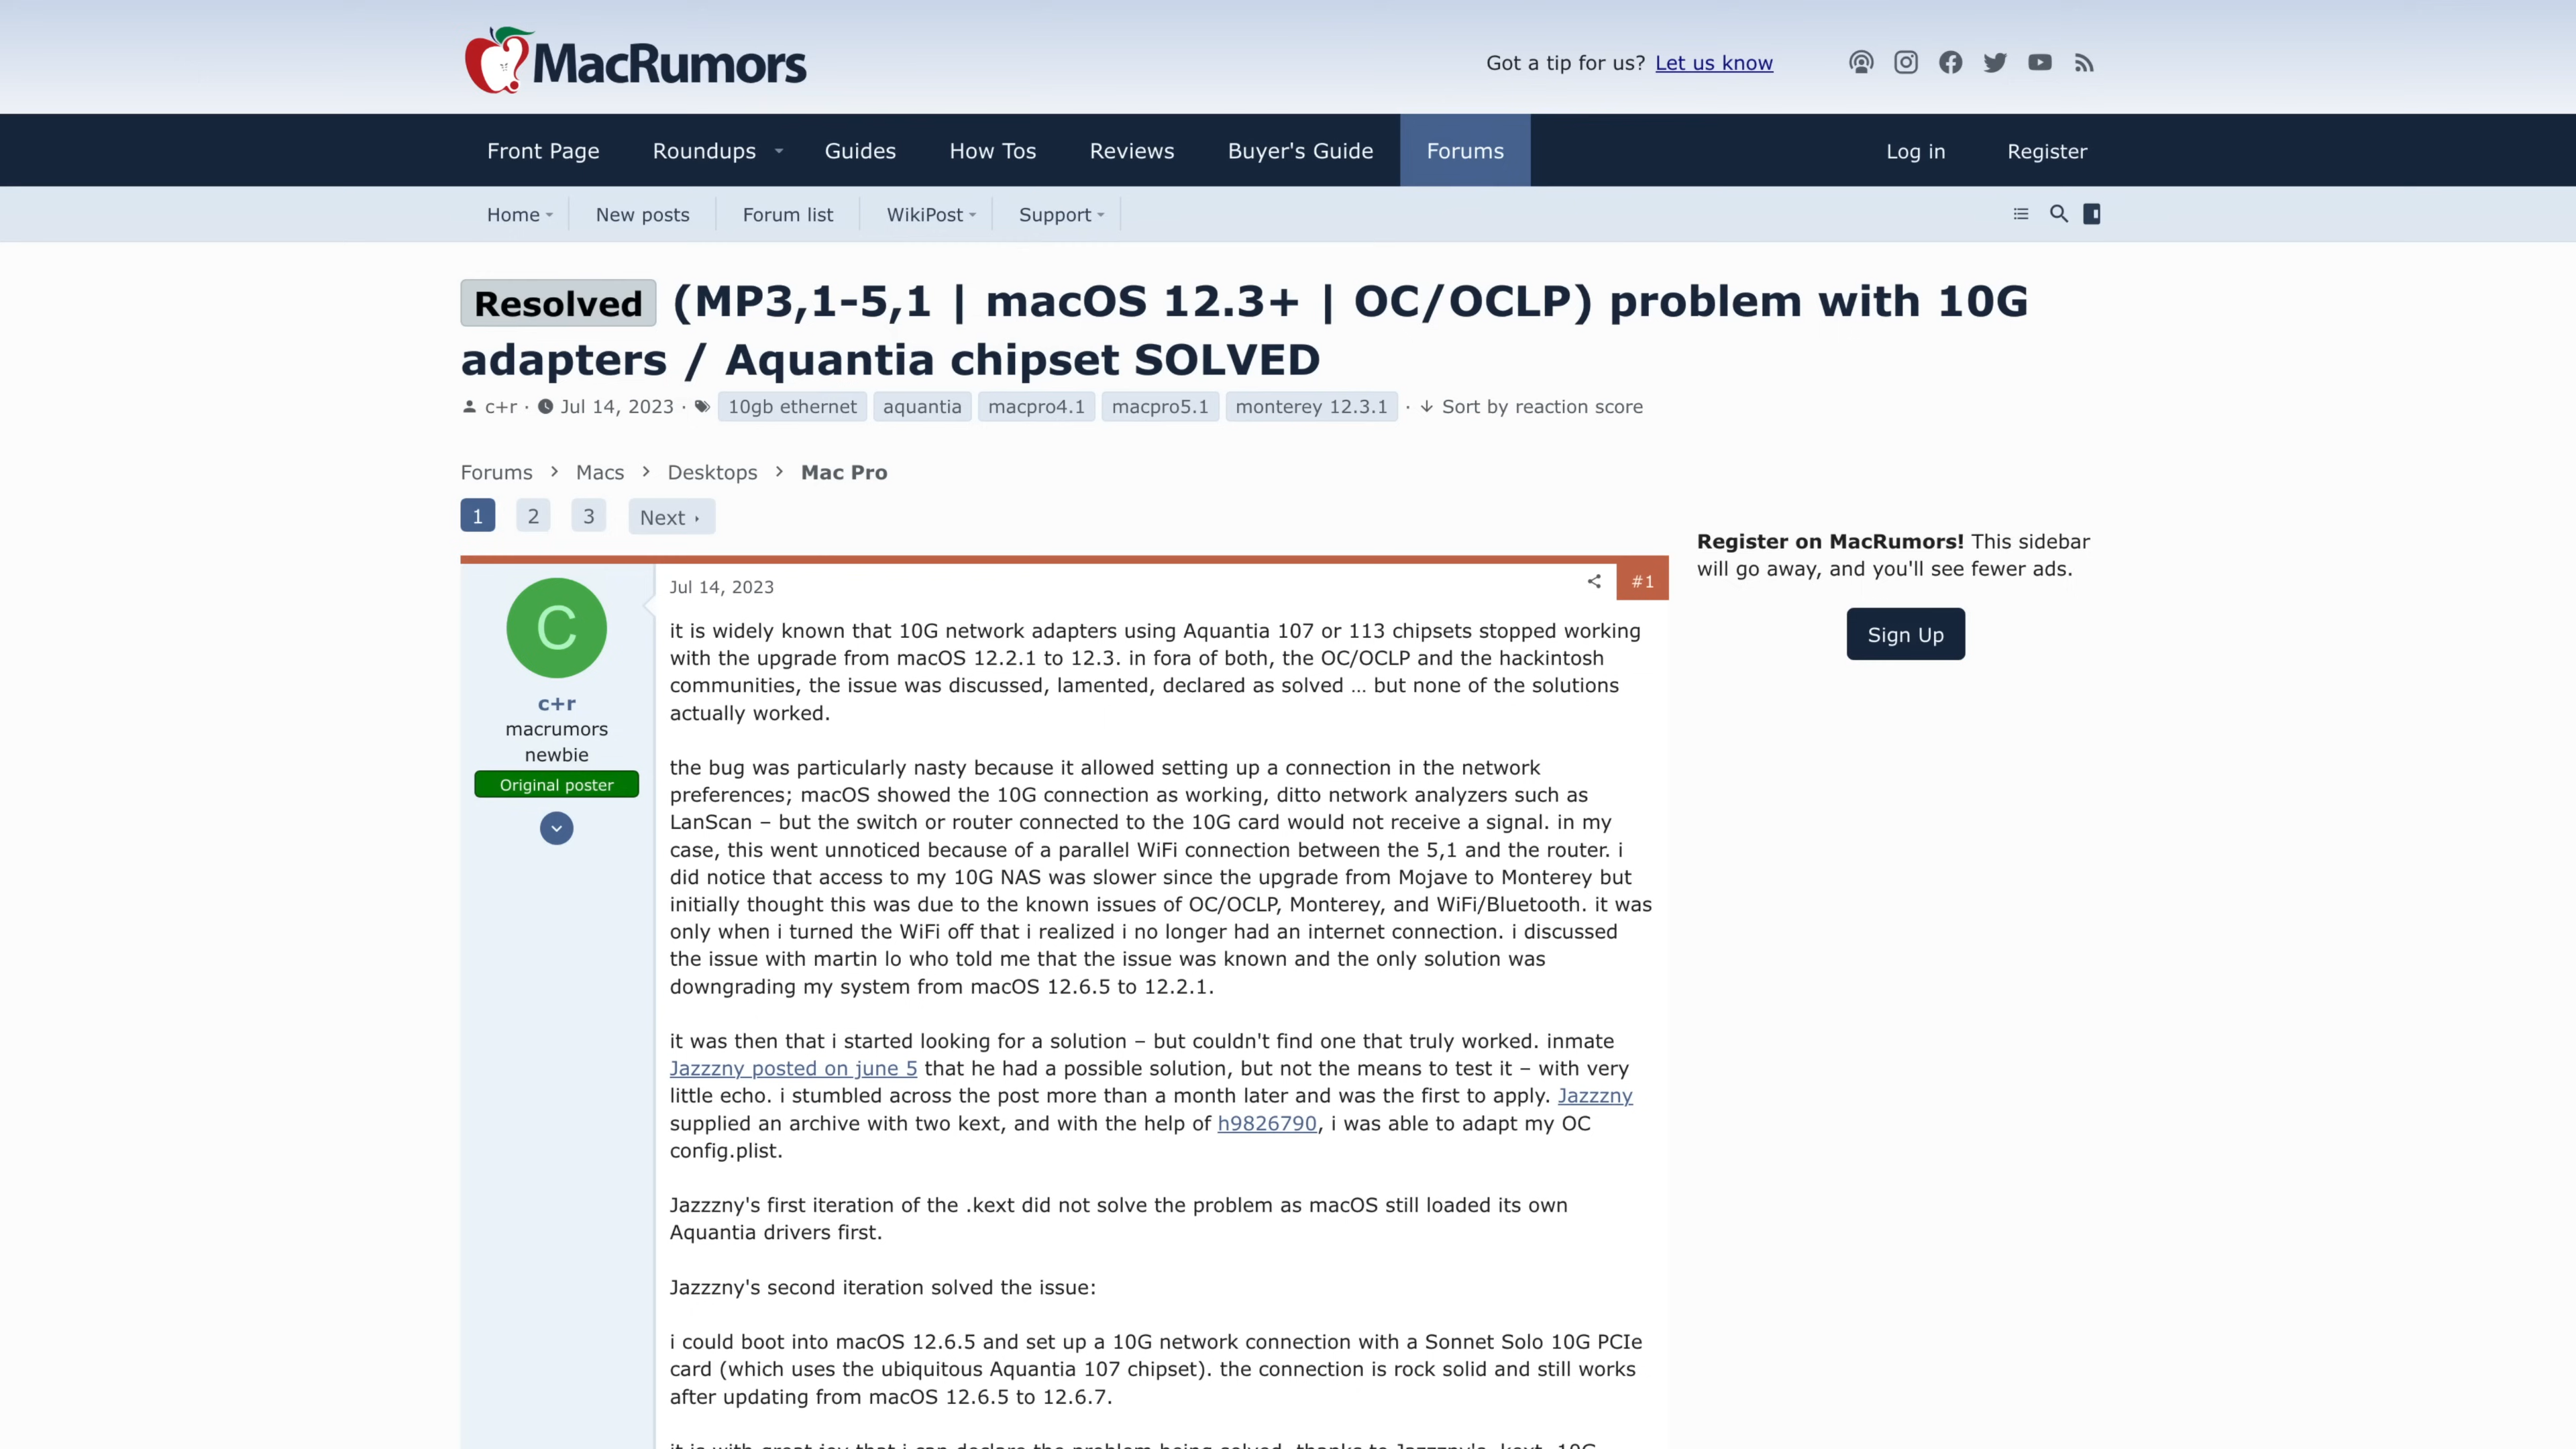 MacRumors
Got a tip for us? Let us know
Front Page Roundups Guides How Tos Reviews Buyer's Guide Forums Log in Register
Home New posts Forum list WikiPost Support
Resolved (MP3,1-5,1 | macOS 12.3+ | OC/OCLP) problem with 10G
adapters / Aquantia chipset SOLVED
c+r · Jul 14, 2023 · 10gb ethernet aquantia macpro4.1 macpro5.1 monterey 12.3.1 · Sort by reaction score
Forums Macs Desktops Mac Pro
1 2 3 Next
Register on MacRumors! This sidebar
will go away, and you'll see fewer ads.
Sign Up
C
c+r
macrumors
newbie
Original poster
Jul 14, 2023 #1
it is widely known that 10G network adapters using Aquantia 107 or 113 chipsets stopped working
with the upgrade from macOS 12.2.1 to 12.3. in fora of both, the OC/OCLP and the hackintosh
communities, the issue was discussed, lamented, declared as solved ... but none of the solutions
actually worked.
the bug was particularly nasty because it allowed setting up a connection in the network
preferences; macOS showed the 10G connection as working, ditto network analyzers such as
LanScan – but the switch or router connected to the 10G card would not receive a signal. in my
case, this went unnoticed because of a parallel WiFi connection between the 5,1 and the router. i
did notice that access to my 10G NAS was slower since the upgrade from Mojave to Monterey but
initially thought this was due to the known issues of OC/OCLP, Monterey, and WiFi/Bluetooth. it was
only when i turned the WiFi off that i realized i no longer had an internet connection. i discussed
the issue with martin lo who told me that the issue was known and the only solution was
downgrading my system from macOS 12.6.5 to 12.2.1.
it was then that i started looking for a solution – but couldn't find one that truly worked. inmate
Jazzzny posted on june 5 that he had a possible solution, but not the means to test it – with very
little echo. i stumbled across the post more than a month later and was the first to apply. Jazzzny
supplied an archive with two kext, and with the help of h9826790, i was able to adapt my OC
config.plist.
Jazzzny's first iteration of the .kext did not solve the problem as macOS still loaded its own
Aquantia drivers first.
Jazzzny's second iteration solved the issue:
i could boot into macOS 12.6.5 and set up a 10G network connection with a Sonnet Solo 10G PCIe
card (which uses the ubiquitous Aquantia 107 chipset). the connection is rock solid and still works
after updating from macOS 12.6.5 to 12.6.7.
it is with great joy that i can declare the problem being solved, thanks to Jazzzny's .kext, 10G